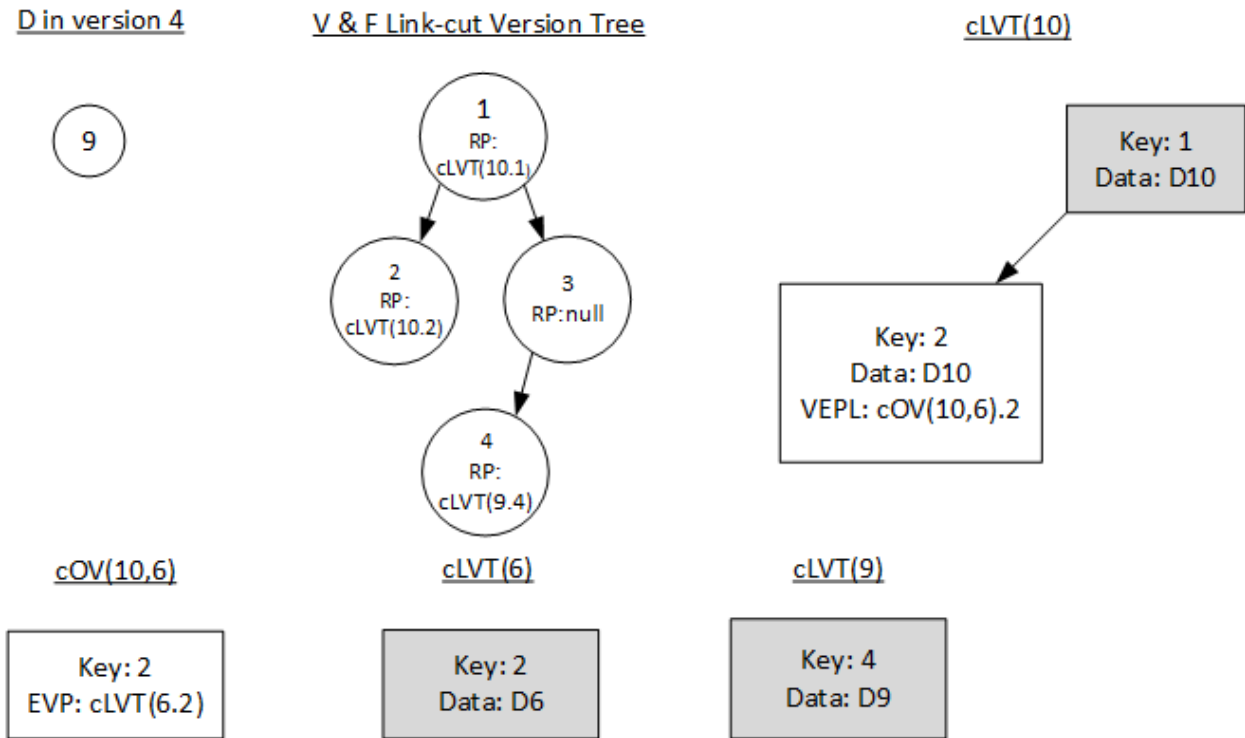 D in version 4
V & F Link-cut Version Tree
cLVT(10)
9
1
RP:
cLVT(10.1)
2
RP:
cLVT(10.2)
3
RP:null
4
RP:
cLVT(9.4)
Key: 1
Data: D10
Key: 2
Data: D10
VEPL: cOV(10,6).2
cOV(10,6)
Key: 2
EVP: cLVT(6.2)
cLVT(6)
Key: 2
Data: D6
cLVT(9)
Key: 4
Data: D9